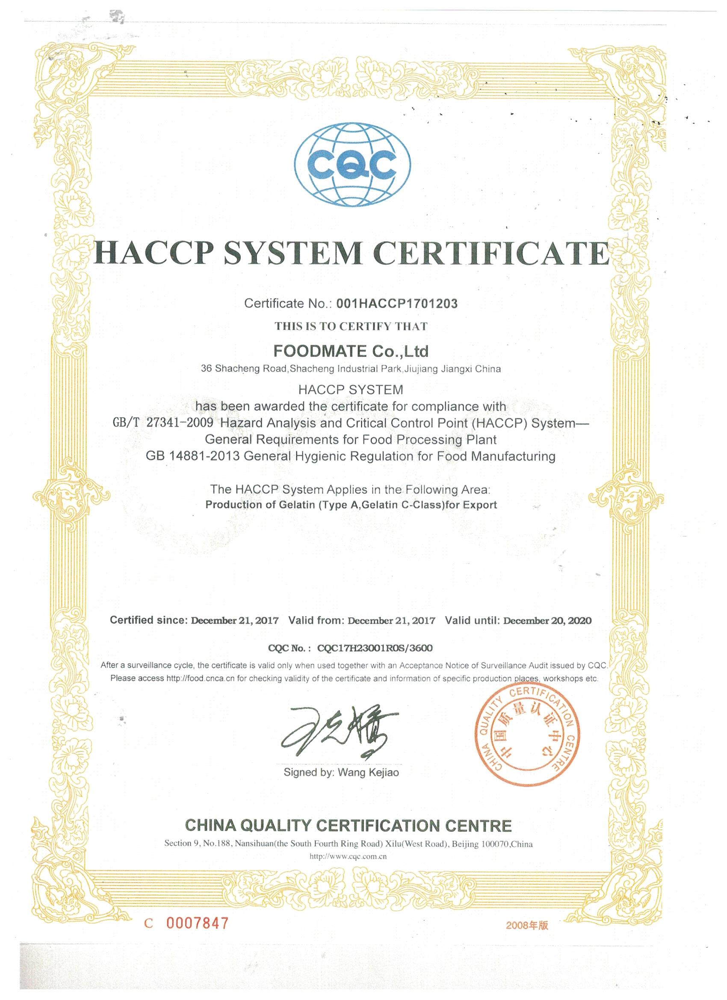 CQC
HACCP SYSTEM CERTIFICATE
Certificate No.: 001HACCP1701203
THIS IS TO CERTIFY THAT
FOODMATE Co.,Ltd
36 Shacheng Road,Shacheng Industrial Park,Jiujiang Jiangxi China
HACCP SYSTEM
has been awarded the certificate for compliance with
GB/T 27341-2009 Hazard Analysis and Critical Control Point (HACCP) System—
General Requirements for Food Processing Plant
GB 14881-2013 General Hygienic Regulation for Food Manufacturing
The HACCP System Applies in the Following Area:
Production of Gelatin (Type A,Gelatin C-Class)for Export
Certified since: December 21, 2017 Valid from: December 21, 2017 Valid until: December 20, 2020
CQC No. : CQC17H23001R0S/3600
After a surveillance cycle, the certificate is valid only when used together with an Acceptance Notice of Surveillance Audit issued by CQC.
Please access http://food.cnca.cn for checking validity of the certificate and information of specific production places, workshops etc.
CHINA QUALITY CERTIFICATION CENTRE
中国质量认证中心
王克娇
Signed by: Wang Kejiao
CHINA QUALITY CERTIFICATION CENTRE
Section 9, No.188, Nansihuan(the South Fourth Ring Road) Xilu(West Road), Beijing 100070,China
http://www.cqc.com.cn
C 0007847
2008年版